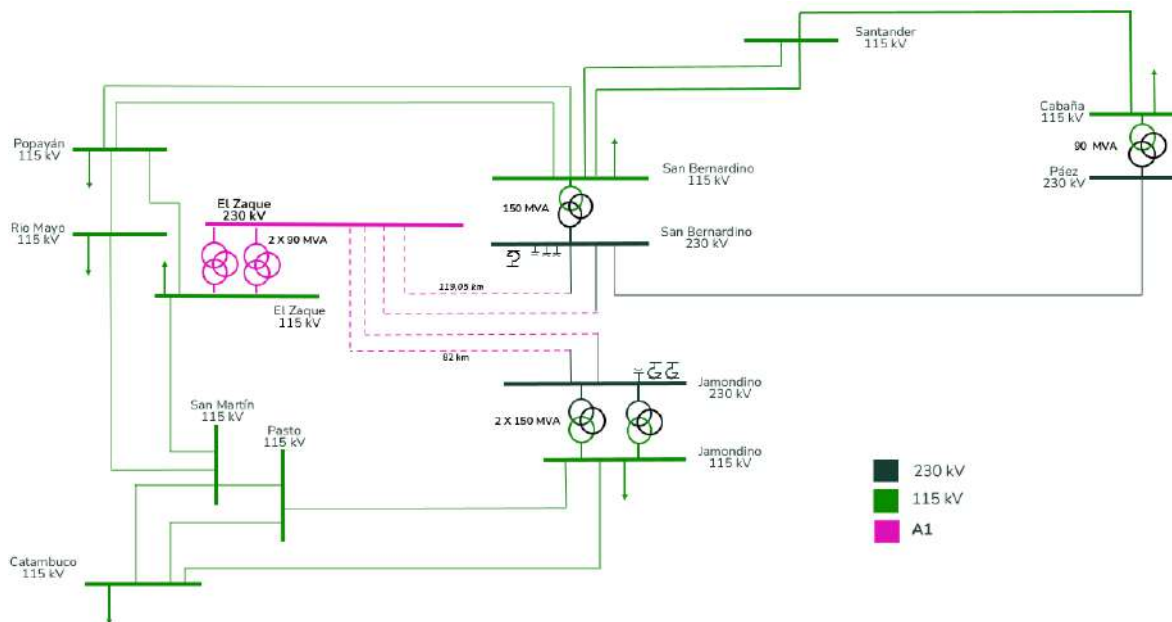 Santander
115 kV
Cabaña
115 kV
90 MVA
Páez
230 kV
Popayán
115 kV
San Bernardino
115 kV
El Zaque
230 kV
150 MVA
Río Mayo
115 kV
2 X 90 MVA
San Bernardino
230 kV
119,05 km
El Zaque
115 kV
82 km
Jamondino
230 kV
San Martín
115 kV
Pasto
115 kV
2 X 150 MVA
Jamondino
115 kV
230 kV
115 kV
A1
Catambuco
115 kV